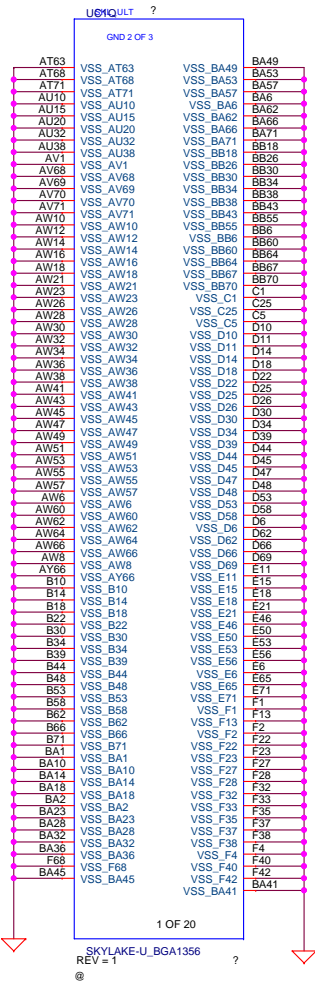 UC1Q SKL_ULT ?
GND 2 OF 3
AT63 VSS_AT63 VSS_BA49 BA49
AT68 VSS_AT68 VSS_BA53 BA53
AT71 VSS_AT71 VSS_BA57 BA57
AU10 VSS_AU10 VSS_BA6 BA6
AU15 VSS_AU15 VSS_BA62 BA62
AU20 VSS_AU20 VSS_BA66 BA66
AU32 VSS_AU32 VSS_BA71 BA71
AU38 VSS_AU38 VSS_BB18 BB18
AV1 VSS_AV1 VSS_BB26 BB26
AV68 VSS_AV68 VSS_BB30 BB30
AV69 VSS_AV69 VSS_BB34 BB34
AV70 VSS_AV70 VSS_BB38 BB38
AV71 VSS_AV71 VSS_BB43 BB43
AW10 VSS_AW10 VSS_BB55 BB55
AW12 VSS_AW12 VSS_BB6 BB6
AW14 VSS_AW14 VSS_BB60 BB60
AW16 VSS_AW16 VSS_BB64 BB64
AW18 VSS_AW18 VSS_BB67 BB67
AW21 VSS_AW21 VSS_BB70 BB70
AW23 VSS_AW23 VSS_C1 C1
AW26 VSS_AW26 VSS_C25 C25
AW28 VSS_AW28 VSS_C5 C5
AW30 VSS_AW30 VSS_D10 D10
AW32 VSS_AW32 VSS_D11 D11
AW34 VSS_AW34 VSS_D14 D14
AW36 VSS_AW36 VSS_D18 D18
AW38 VSS_AW38 VSS_D22 D22
AW41 VSS_AW41 VSS_D25 D25
AW43 VSS_AW43 VSS_D26 D26
AW45 VSS_AW45 VSS_D30 D30
AW47 VSS_AW47 VSS_D34 D34
AW49 VSS_AW49 VSS_D39 D39
AW51 VSS_AW51 VSS_D44 D44
AW53 VSS_AW53 VSS_D45 D45
AW55 VSS_AW55 VSS_D47 D47
AW57 VSS_AW57 VSS_D48 D48
AW6 VSS_AW6 VSS_D53 D53
AW60 VSS_AW60 VSS_D58 D58
AW62 VSS_AW62 VSS_D6 D6
AW64 VSS_AW64 VSS_D62 D62
AW66 VSS_AW66 VSS_D66 D66
AW8 VSS_AW8 VSS_D69 D69
AY66 VSS_AY66 VSS_E11 E11
B10 VSS_B10 VSS_E15 E15
B14 VSS_B14 VSS_E18 E18
B18 VSS_B18 VSS_E21 E21
B22 VSS_B22 VSS_E46 E46
B30 VSS_B30 VSS_E50 E50
B34 VSS_B34 VSS_E53 E53
B39 VSS_B39 VSS_E56 E56
B44 VSS_B44 VSS_E6 E6
B48 VSS_B48 VSS_E65 E65
B53 VSS_B53 VSS_E71 E71
B58 VSS_B58 VSS_F1 F1
B62 VSS_B62 VSS_F13 F13
B66 VSS_B66 VSS_F2 F2
B71 VSS_B71 VSS_F22 F22
BA1 VSS_BA1 VSS_F23 F23
BA10 VSS_BA10 VSS_F27 F27
BA14 VSS_BA14 VSS_F28 F28
BA18 VSS_BA18 VSS_F32 F32
BA2 VSS_BA2 VSS_F33 F33
BA23 VSS_BA23 VSS_F35 F35
BA28 VSS_BA28 VSS_F37 F37
BA32 VSS_BA32 VSS_F38 F38
BA36 VSS_BA36 VSS_F4 F4
F68 VSS_F68 VSS_F40 F40
BA45 VSS_BA45 VSS_F42 F42
VSS_BA41 BA41
1 OF 20
SKYLAKE-U_BGA1356
REV = 1 ?
@